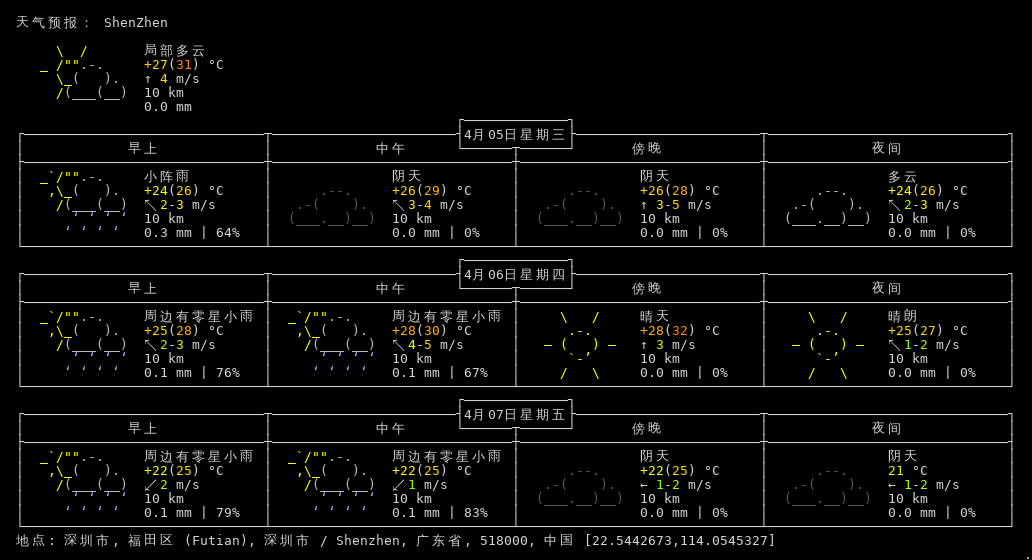 天气预报： ShenZhen
局部多云
+27(31) °C
↑ 4 m/s
10 km
0.0 mm
4月05日星期三
早上 中午 傍晚 夜间
小阵雨 阴天 阴天 多云
+24(26) °C +26(29) °C +26(28) °C +24(26) °C
↖ 2-3 m/s ↖ 3-4 m/s ↑ 3-5 m/s ↖ 2-3 m/s
10 km 10 km 10 km 10 km
0.3 mm | 64% 0.0 mm | 0% 0.0 mm | 0% 0.0 mm | 0%
4月06日星期四
早上 中午 傍晚 夜间
周边有零星小雨 周边有零星小雨 晴天 晴朗
+25(28) °C +28(30) °C +28(32) °C +25(27) °C
↖ 2-3 m/s ↖ 4-5 m/s ↑ 3 m/s ↖ 1-2 m/s
10 km 10 km 10 km 10 km
0.1 mm | 76% 0.1 mm | 67% 0.0 mm | 0% 0.0 mm | 0%
4月07日星期五
早上 中午 傍晚 夜间
周边有零星小雨 周边有零星小雨 阴天 阴天
+22(25) °C +22(25) °C +22(25) °C 21 °C
↙ 2 m/s ↙ 1 m/s ← 1-2 m/s ← 1-2 m/s
10 km 10 km 10 km 10 km
0.1 mm | 79% 0.1 mm | 83% 0.0 mm | 0% 0.0 mm | 0%
地点: 深圳市, 福田区 (Futian), 深圳市 / Shenzhen, 广东省, 518000, 中国 [22.5442673,114.0545327]